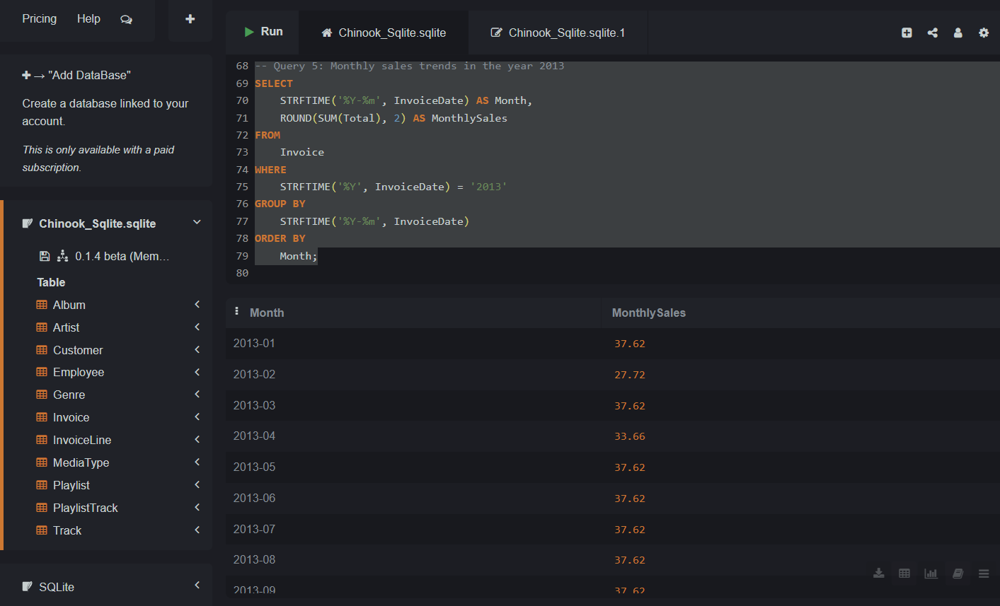 Pricing Help
Run Chinook_Sqlite.sqlite Chinook_Sqlite.sqlite.1
→ "Add DataBase"
Create a database linked to your
account.
This is only available with a paid
subscription.
Chinook_Sqlite.sqlite
0.1.4 beta (Mem…
Table
Album
Artist
Customer
Employee
Genre
Invoice
InvoiceLine
MediaType
Playlist
PlaylistTrack
Track
SQLite
68 -- Query 5: Monthly sales trends in the year 2013
69 SELECT
70 STRFTIME('%Y-%m', InvoiceDate) AS Month,
71 ROUND(SUM(Total), 2) AS MonthlySales
72 FROM
73 Invoice
74 WHERE
75 STRFTIME('%Y', InvoiceDate) = '2013'
76 GROUP BY
77 STRFTIME('%Y-%m', InvoiceDate)
78 ORDER BY
79 Month;
80
Month MonthlySales
2013-01 37.62
2013-02 27.72
2013-03 37.62
2013-04 33.66
2013-05 37.62
2013-06 37.62
2013-07 37.62
2013-08 37.62
2013-09 37.62